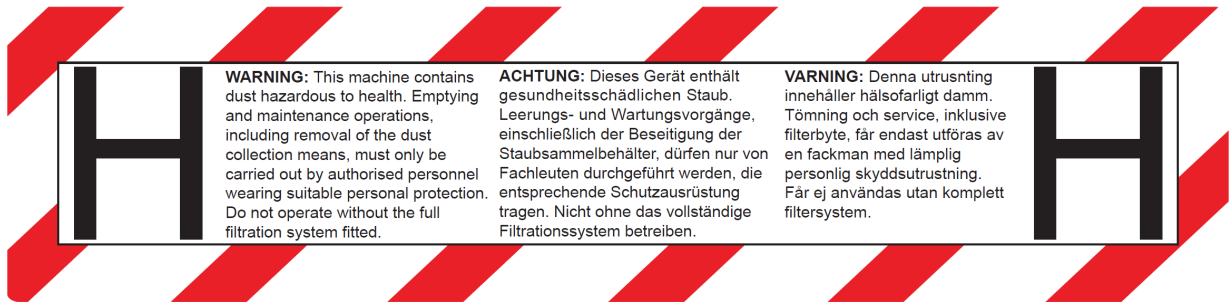 H
WARNING: This machine contains
dust hazardous to health. Emptying
and maintenance operations,
including removal of the dust
collection means, must only be
carried out by authorised personnel
wearing suitable personal protection.
Do not operate without the full
filtration system fitted.
ACHTUNG: Dieses Gerät enthält
gesundheitsschädlichen Staub.
Leerungs- und Wartungsvorgänge,
einschließlich der Beseitigung der
Staubsammelbehälter, dürfen nur von
Fachleuten durchgeführt werden, die
entsprechende Schutzausrüstung
tragen. Nicht ohne das vollständige
Filtrationssystem betreiben.
VARNING: Denna utrusnting
innehåller hälsofarligt damm.
Tömning och service, inklusive
filterbyte, får endast utföras av
en fackman med lämplig
personlig skyddsutrustning.
Får ej användas utan komplett
filtersystem.
H